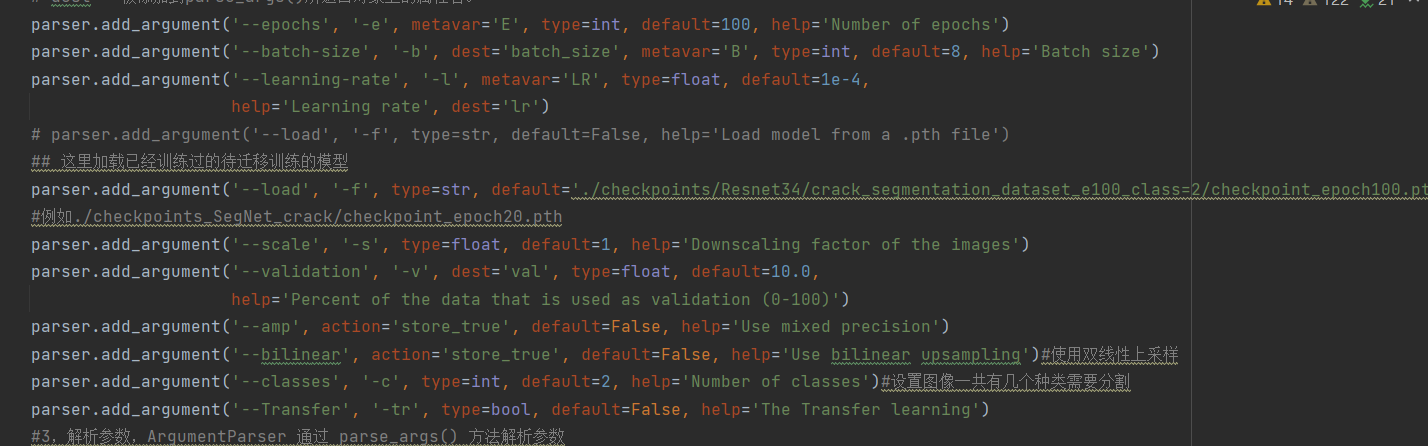 14 122 21
parser.add_argument('--epochs', '-e', metavar='E', type=int, default=100, help='Number of epochs')
parser.add_argument('--batch-size', '-b', dest='batch_size', metavar='B', type=int, default=8, help='Batch size')
parser.add_argument('--learning-rate', '-l', metavar='LR', type=float, default=1e-4,
help='Learning rate', dest='lr')
# parser.add_argument('--load', '-f', type=str, default=False, help='Load model from a .pth file')
## 这里加载已经训练过的待迁移训练的模型
parser.add_argument('--load', '-f', type=str, default='./checkpoints/Resnet34/crack_segmentation_dataset_e100_class=2/checkpoint_epoch100.pt
#例如./checkpoints_SegNet_crack/checkpoint_epoch20.pth
parser.add_argument('--scale', '-s', type=float, default=1, help='Downscaling factor of the images')
parser.add_argument('--validation', '-v', dest='val', type=float, default=10.0,
help='Percent of the data that is used as validation (0-100)')
parser.add_argument('--amp', action='store_true', default=False, help='Use mixed precision')
parser.add_argument('--bilinear', action='store_true', default=False, help='Use bilinear upsampling')#使用双线性上采样
parser.add_argument('--classes', '-c', type=int, default=2, help='Number of classes')#设置图像一共有几个种类需要分割
parser.add_argument('--Transfer', '-tr', type=bool, default=False, help='The Transfer learning')
#3，解析参数，ArgumentParser 通过 parse_args() 方法解析参数